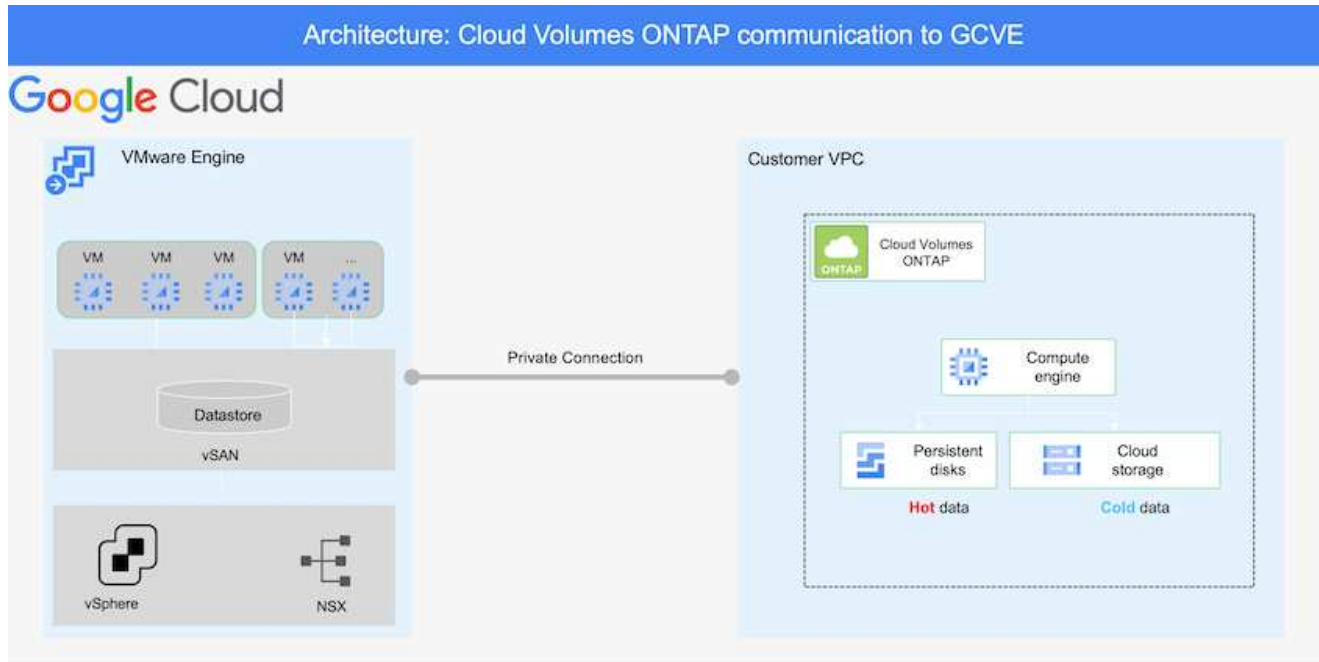 Architecture: Cloud Volumes ONTAP communication to GCVE
Google Cloud
VMware Engine
VM
VM
VM
VM
...
Datastore
vSAN
vSphere
NSX
Private Connection
Customer VPC
ONTAP
Cloud Volumes
ONTAP
Compute
engine
Persistent
disks
Cloud
storage
Hot data
Cold data